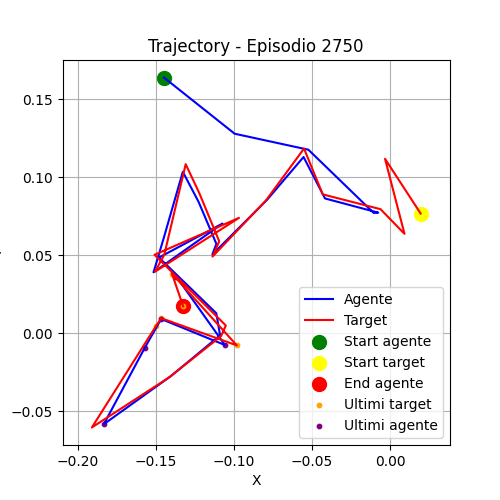 Trajectory - Episodio 2750
0.15
0.10
0.05
0.00
−0.05
−0.20
−0.15
−0.10
−0.05
0.00
X
Agente
Target
Start agente
Start target
End agente
Ultimi target
Ultimi agente